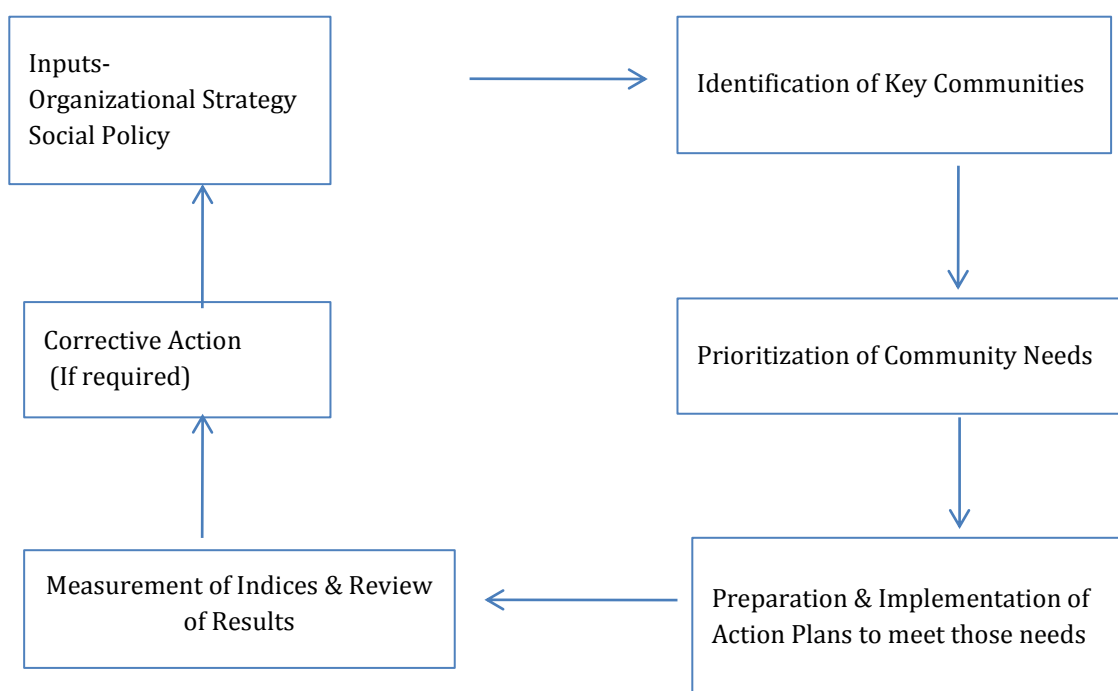 Inputs-
Organizational Strategy
Social Policy
Identification of Key Communities
Prioritization of Community Needs
Preparation & Implementation of
Action Plans to meet those needs
Measurement of Indices & Review
of Results
Corrective Action
(If required)